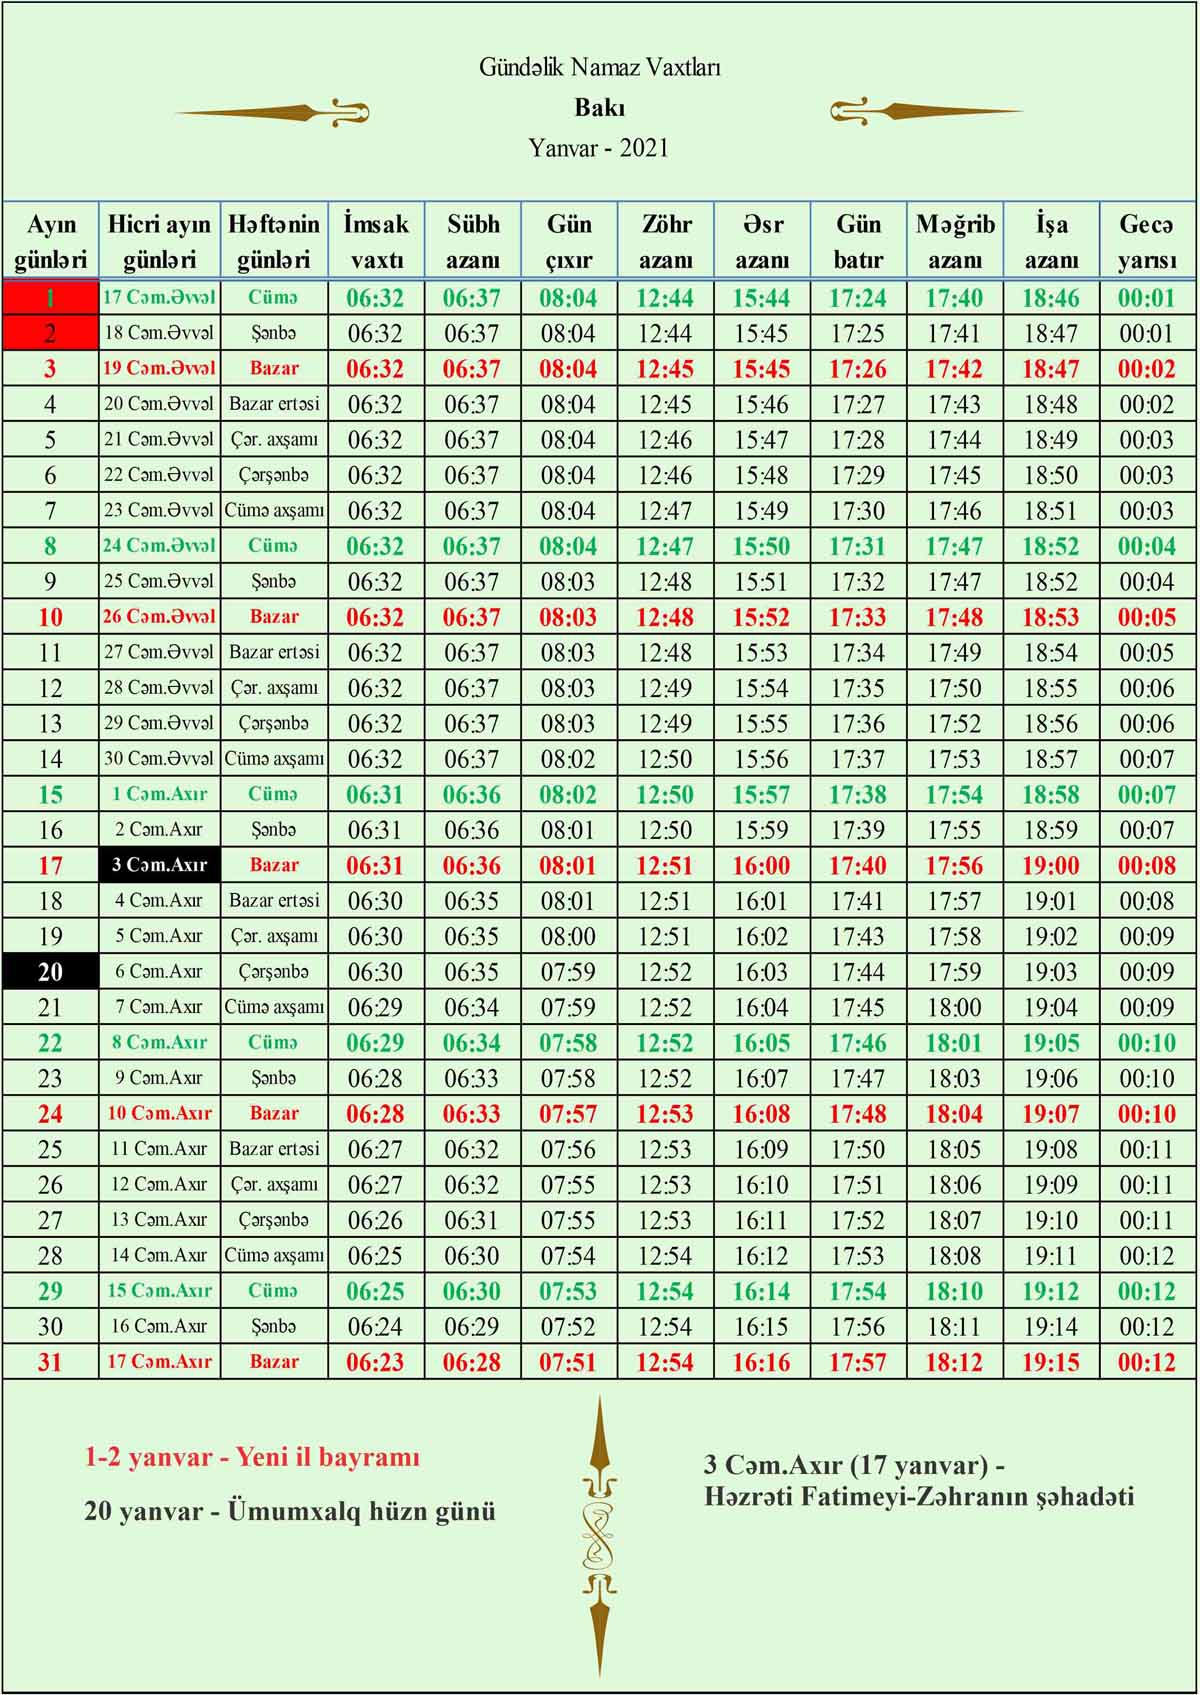 Gündəlik Namaz Vaxtları
Bakı
Yanvar - 2021
Ayın günləri Hicri ayın günləri Həftənin günləri İmsak vaxtı Sübh azanı Gün çıxır Zöhr azanı Əsr azanı Gün batır Məğrib azanı İşa azanı Gecə yarısı
1 17 Cəm.Əvvəl Cümə 06:32 06:37 08:04 12:44 15:44 17:24 17:40 18:46 00:01
2 18 Cəm.Əvvəl Şənbə 06:32 06:37 08:04 12:44 15:45 17:25 17:41 18:47 00:01
3 19 Cəm.Əvvəl Bazar 06:32 06:37 08:04 12:45 15:45 17:26 17:42 18:47 00:02
4 20 Cəm.Əvvəl Bazar ertəsi 06:32 06:37 08:04 12:45 15:46 17:27 17:43 18:48 00:02
5 21 Cəm.Əvvəl Çər. axşamı 06:32 06:37 08:04 12:46 15:47 17:28 17:44 18:49 00:03
6 22 Cəm.Əvvəl Çərşənbə 06:32 06:37 08:04 12:46 15:48 17:29 17:45 18:50 00:03
7 23 Cəm.Əvvəl Cümə axşamı 06:32 06:37 08:04 12:47 15:49 17:30 17:46 18:51 00:03
8 24 Cəm.Əvvəl Cümə 06:32 06:37 08:04 12:47 15:50 17:31 17:47 18:52 00:04
9 25 Cəm.Əvvəl Şənbə 06:32 06:37 08:03 12:48 15:51 17:32 17:47 18:52 00:04
10 26 Cəm.Əvvəl Bazar 06:32 06:37 08:03 12:48 15:52 17:33 17:48 18:53 00:05
11 27 Cəm.Əvvəl Bazar ertəsi 06:32 06:37 08:03 12:48 15:53 17:34 17:49 18:54 00:05
12 28 Cəm.Əvvəl Çər. axşamı 06:32 06:37 08:03 12:49 15:54 17:35 17:50 18:55 00:06
13 29 Cəm.Əvvəl Çərşənbə 06:32 06:37 08:03 12:49 15:55 17:36 17:52 18:56 00:06
14 30 Cəm.Əvvəl Cümə axşamı 06:32 06:37 08:02 12:50 15:56 17:37 17:53 18:57 00:07
15 1 Cəm.Axır Cümə 06:31 06:36 08:02 12:50 15:57 17:38 17:54 18:58 00:07
16 2 Cəm.Axır Şənbə 06:31 06:36 08:01 12:50 15:59 17:39 17:55 18:59 00:07
17 3 Cəm.Axır Bazar 06:31 06:36 08:01 12:51 16:00 17:40 17:56 19:00 00:08
18 4 Cəm.Axır Bazar ertəsi 06:30 06:35 08:01 12:51 16:01 17:41 17:57 19:01 00:08
19 5 Cəm.Axır Çər. axşamı 06:30 06:35 08:00 12:51 16:02 17:43 17:58 19:02 00:09
20 6 Cəm.Axır Çərşənbə 06:30 06:35 07:59 12:52 16:03 17:44 17:59 19:03 00:09
21 7 Cəm.Axır Cümə axşamı 06:29 06:34 07:59 12:52 16:04 17:45 18:00 19:04 00:09
22 8 Cəm.Axır Cümə 06:29 06:34 07:58 12:52 16:05 17:46 18:01 19:05 00:10
23 9 Cəm.Axır Şənbə 06:28 06:33 07:58 12:52 16:07 17:47 18:03 19:06 00:10
24 10 Cəm.Axır Bazar 06:28 06:33 07:57 12:53 16:08 17:48 18:04 19:07 00:10
25 11 Cəm.Axır Bazar ertəsi 06:27 06:32 07:56 12:53 16:09 17:50 18:05 19:08 00:11
26 12 Cəm.Axır Çər. axşamı 06:27 06:32 07:55 12:53 16:10 17:51 18:06 19:09 00:11
27 13 Cəm.Axır Çərşənbə 06:26 06:31 07:55 12:53 16:11 17:52 18:07 19:10 00:11
28 14 Cəm.Axır Cümə axşamı 06:25 06:30 07:54 12:54 16:12 17:53 18:08 19:11 00:12
29 15 Cəm.Axır Cümə 06:25 06:30 07:53 12:54 16:14 17:54 18:10 19:12 00:12
30 16 Cəm.Axır Şənbə 06:24 06:29 07:52 12:54 16:15 17:56 18:11 19:14 00:12
31 17 Cəm.Axır Bazar 06:23 06:28 07:51 12:54 16:16 17:57 18:12 19:15 00:12
1-2 yanvar - Yeni il bayramı
20 yanvar - Ümumxalq hüzn günü
3 Cəm.Axır (17 yanvar) -
Həzrəti Fatimeyi-Zəhranın şəhadəti